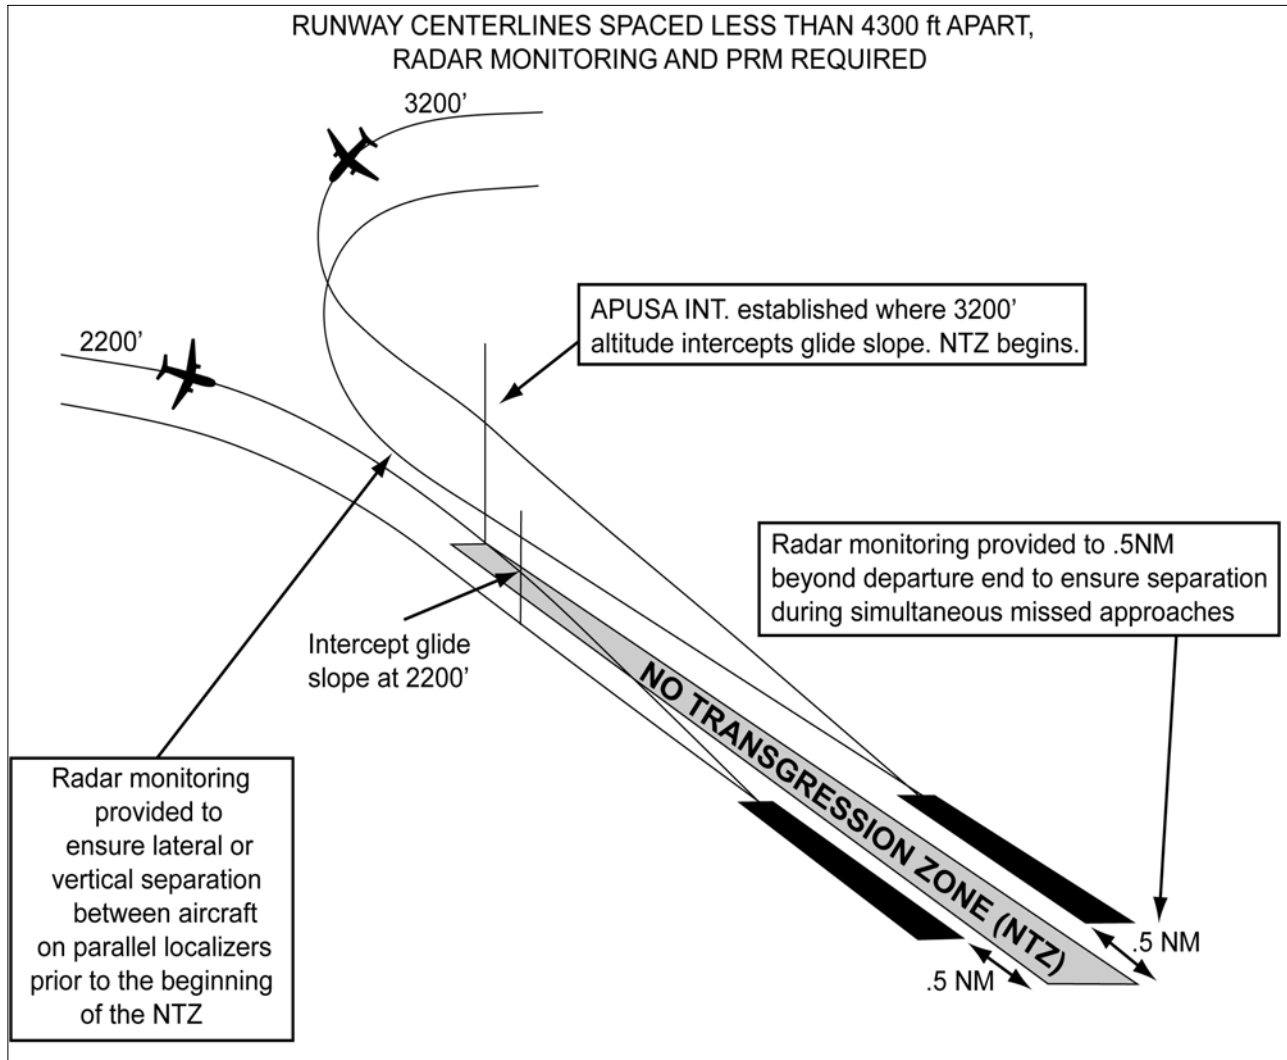 RUNWAY CENTERLINES SPACED LESS THAN 4300 ft APART,
RADAR MONITORING AND PRM REQUIRED
3200’
2200’
APUSA INT. established where 3200’
altitude intercepts glide slope. NTZ begins.
Radar monitoring provided to .5NM
beyond departure end to ensure separation
during simultaneous missed approaches
Intercept glide
slope at 2200’
Radar monitoring
provided to
ensure lateral or
vertical separation
between aircraft
on parallel localizers
prior to the beginning
of the NTZ
NO TRANSGRESSION ZONE (NTZ)
.5 NM
.5 NM